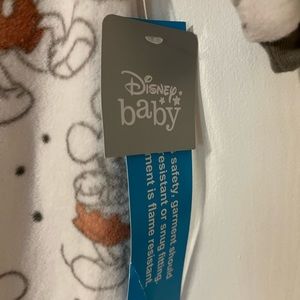 Disney
baby
safety, garment should
resistant or snug fitting.
ment is flame resistant.